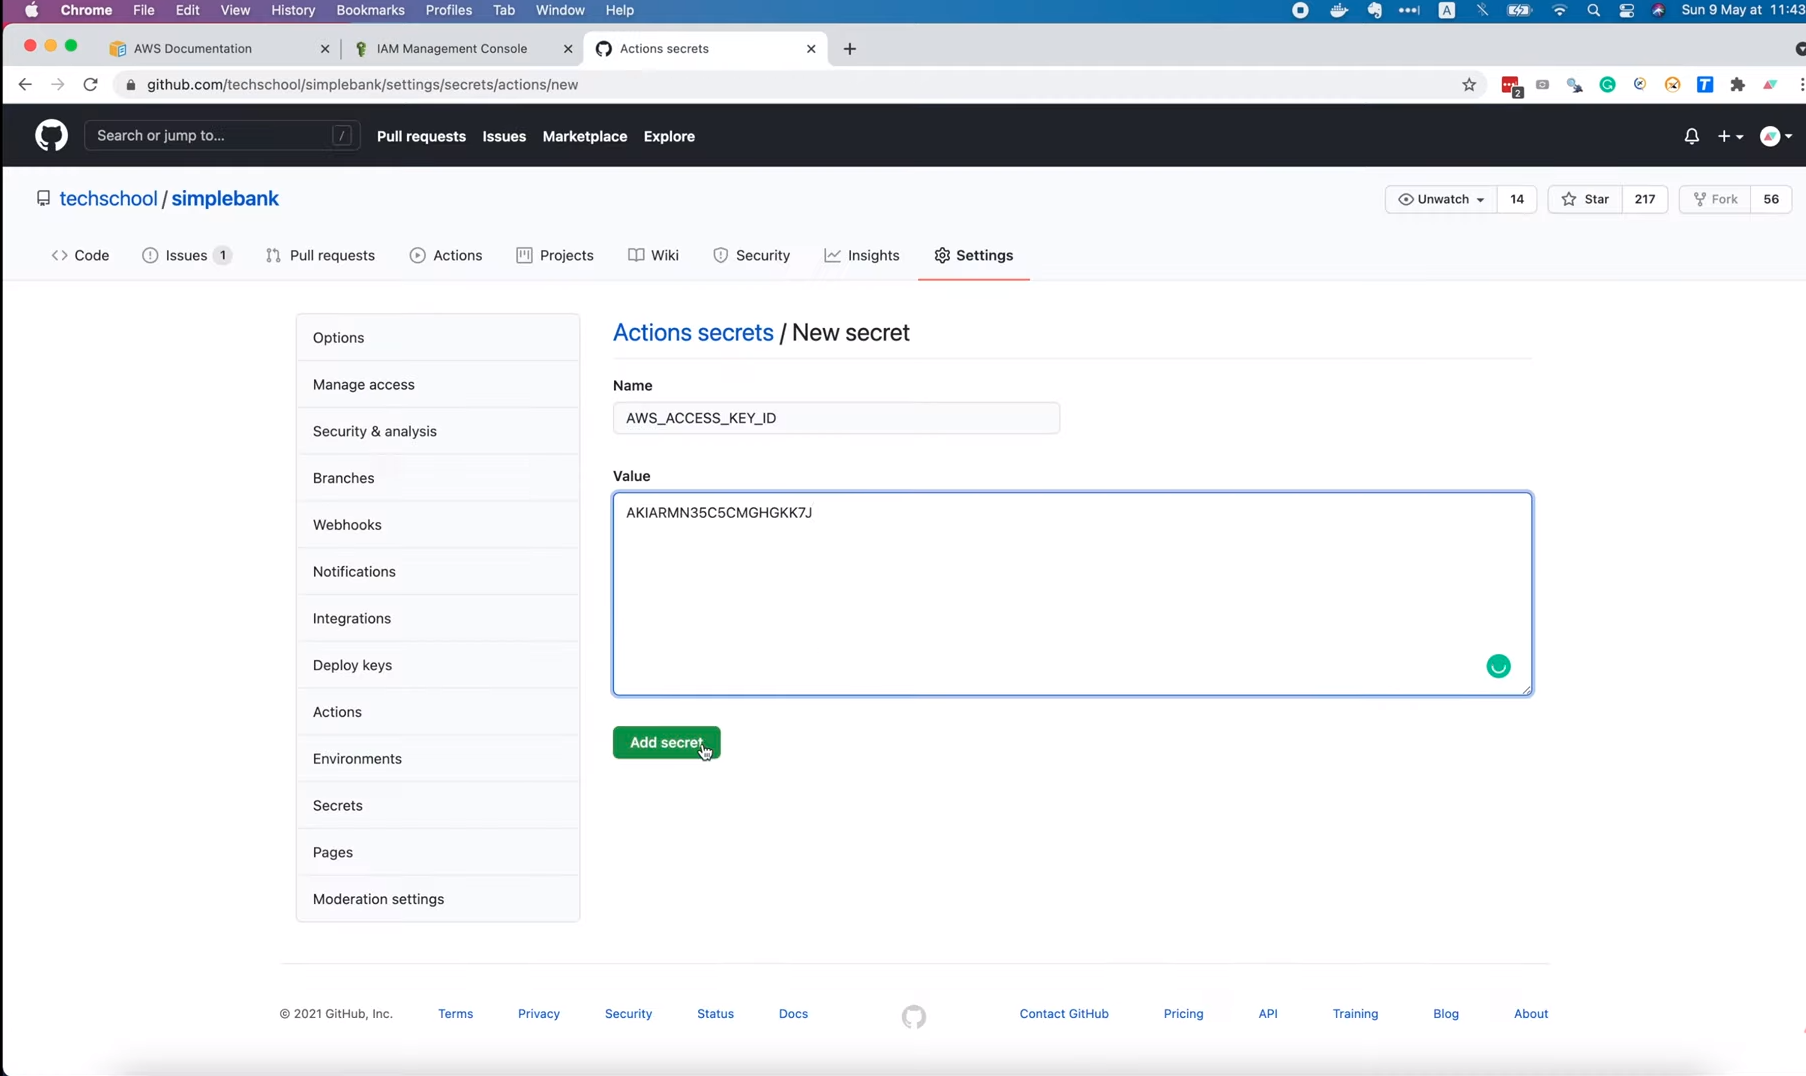 Chrome File Edit View History Bookmarks Profiles Tab Window Help A Sun 9 May at 11:43
AWS Documentation IAM Management Console Actions secrets
github.com/techschool/simplebank/settings/secrets/actions/new 2
Search or jump to... / Pull requests Issues Marketplace Explore
techschool / simplebank Unwatch 14 Star 217 Fork 56
Code Issues 1 Pull requests Actions Projects Wiki Security Insights Settings
Options
Manage access
Security & analysis
Branches
Webhooks
Notifications
Integrations
Deploy keys
Actions
Environments
Secrets
Pages
Moderation settings
Actions secrets / New secret
Name
AWS_ACCESS_KEY_ID
Value
AKIARMN35C5CMGHGKK7J
Add secret
© 2021 GitHub, Inc. Terms Privacy Security Status Docs Contact GitHub Pricing API Training Blog About